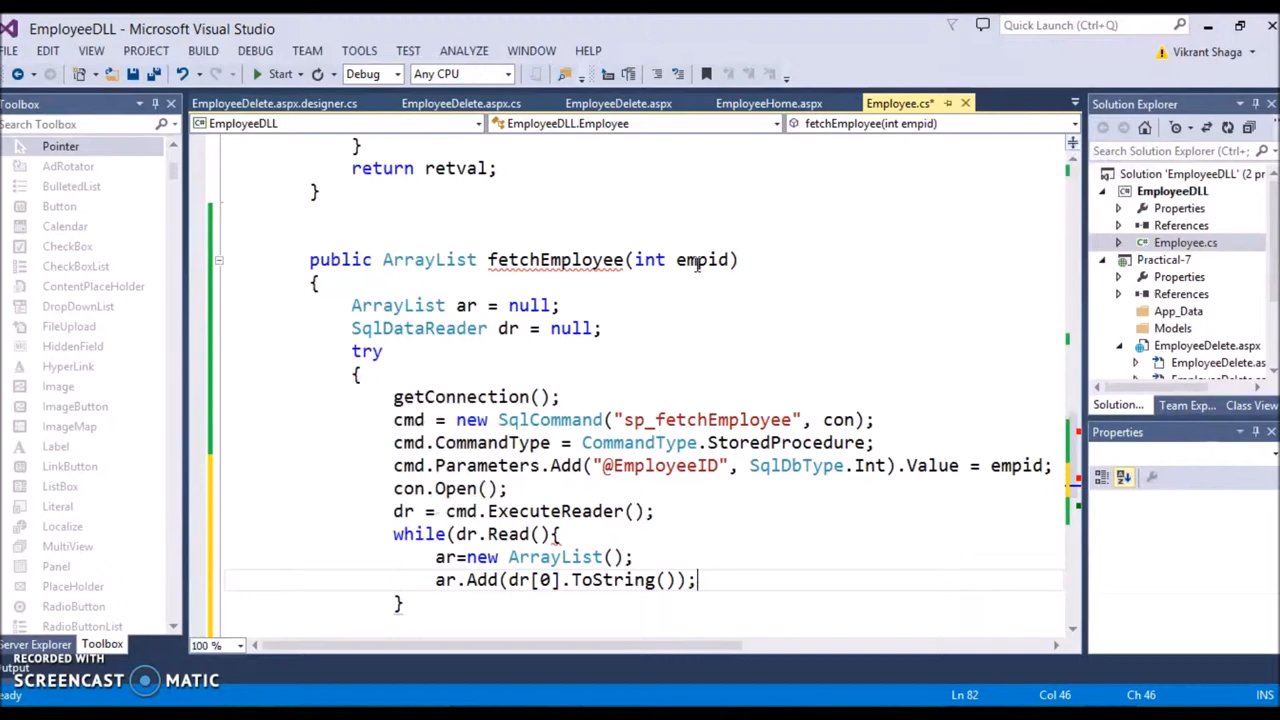 EmployeeDLL - Microsoft Visual Studio
Quick Launch (Ctrl+Q)
FILE EDIT VIEW PROJECT BUILD DEBUG TEAM TOOLS TEST ANALYZE WINDOW HELP
Vikrant Shaga
Start Debug Any CPU
Toolbox
EmployeeDelete.aspx.designer.cs EmployeeDelete.aspx.cs EmployeeDelete.aspx EmployeeHome.aspx Employee.cs*
Solution Explorer
Search Toolbox
EmployeeDLL EmployeeDLL.Employee fetchEmployee(int empid)
Pointer
AdRotator
BulletedList
Button
Calendar
CheckBox
CheckBoxList
ContentPlaceHolder
DropDownList
FileUpload
HiddenField
HyperLink
Image
ImageButton
ImageMap
Label
LinkButton
ListBox
Literal
Localize
MultiView
Panel
PlaceHolder
RadioButton
RadioButtonList
Server Explorer Toolbox
}
return retval;
}
public ArrayList fetchEmployee(int empid)
{
ArrayList ar = null;
SqlDataReader dr = null;
try
{
getConnection();
cmd = new SqlCommand("sp_fetchEmployee", con);
cmd.CommandType = CommandType.StoredProcedure;
cmd.Parameters.Add("@EmployeeID", SqlDbType.Int).Value = empid;
con.Open();
dr = cmd.ExecuteReader();
while(dr.Read(){
ar=new ArrayList();
ar.Add(dr[0].ToString());
}
100 %
Search Solution Explorer (Ctrl+;)
Solution 'EmployeeDLL' (2 pr
EmployeeDLL
Properties
References
Employee.cs
Practical-7
Properties
References
App_Data
Models
EmployeeDelete.aspx
EmployeeDelete.as
Solution... Team Exp... Class View
Properties
Output
RECORDED WITH
SCREENCAST MATIC
eady
Ln 82 Col 46 Ch 46 INS